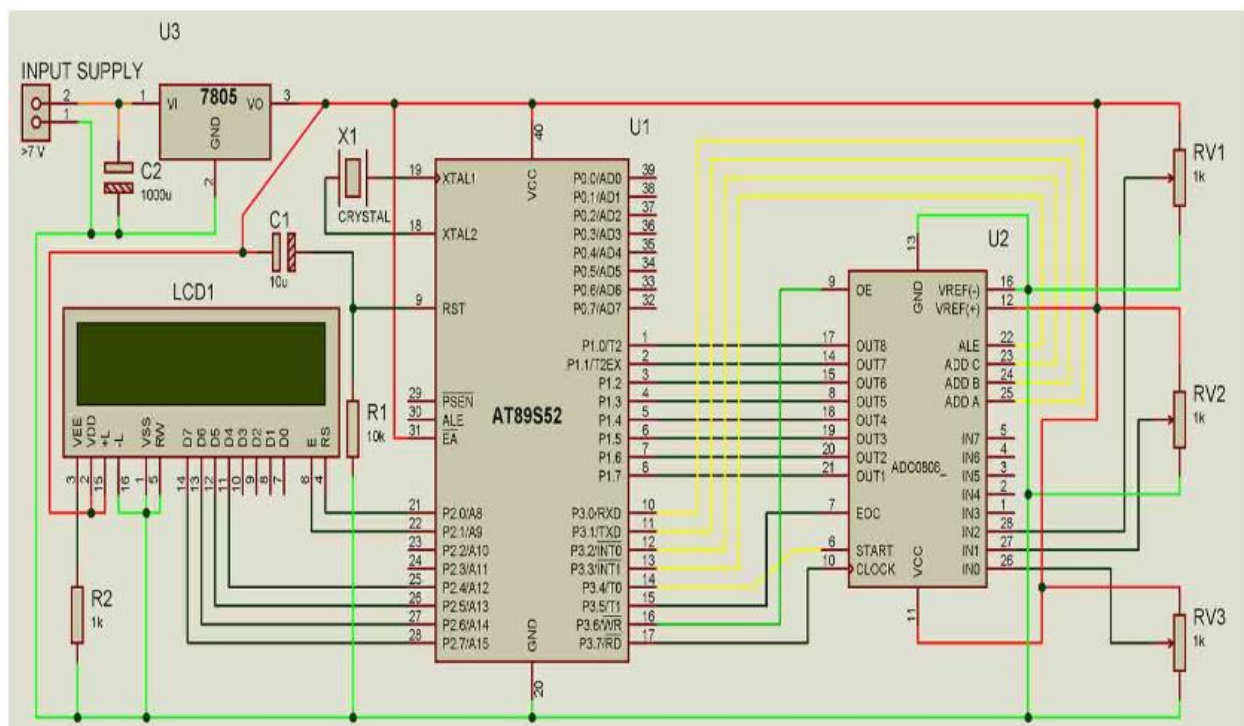 U3
INPUT SUPPLY
2
1
>7 V
1
VI
7805
VO
3
GND
2
C2
1000u
C1
10u
X1
CRYSTAL
U1
40
VCC
19
XTAL1
18
XTAL2
9
RST
29
PSEN
30
ALE
31
EA
AT89S52
21
P2.0/A8
22
P2.1/A9
23
P2.2/A10
24
P2.3/A11
25
P2.4/A12
26
P2.5/A13
27
P2.6/A14
28
P2.7/A15
P0.0/AD0
39
P0.1/AD1
38
P0.2/AD2
37
P0.3/AD3
36
P0.4/AD4
35
P0.5/AD5
34
P0.6/AD6
33
P0.7/AD7
32
P1.0/T2
1
P1.1/T2EX
2
P1.2
3
P1.3
4
P1.4
5
P1.5
6
P1.6
7
P1.7
8
P3.0/RXD
10
P3.1/TXD
11
P3.2/INT0
12
P3.3/INT1
13
P3.4/T0
14
P3.5/T1
15
P3.6/WR
16
P3.7/RD
17
GND
20
LCD1
VEE
VDD
+L
-L
VSS
RW
D7
D6
D5
D4
D3
D2
D1
D0
E
RS
3
2
15
16
1
5
14
13
12
11
10
9
8
7
6
4
R1
10k
R2
1k
U2
13
GND
9
OE
17
OUT8
14
OUT7
15
OUT6
8
OUT5
18
OUT4
19
OUT3
20
OUT2
21
OUT1
7
EOC
6
START
10
CLOCK
VCC
11
ADC0808_
VREF(-)
16
VREF(+)
12
ALE
22
ADD C
23
ADD B
24
ADD A
25
IN7
5
IN6
4
IN5
3
IN4
2
IN3
1
IN2
28
IN1
27
IN0
26
RV1
1k
RV2
1k
RV3
1k